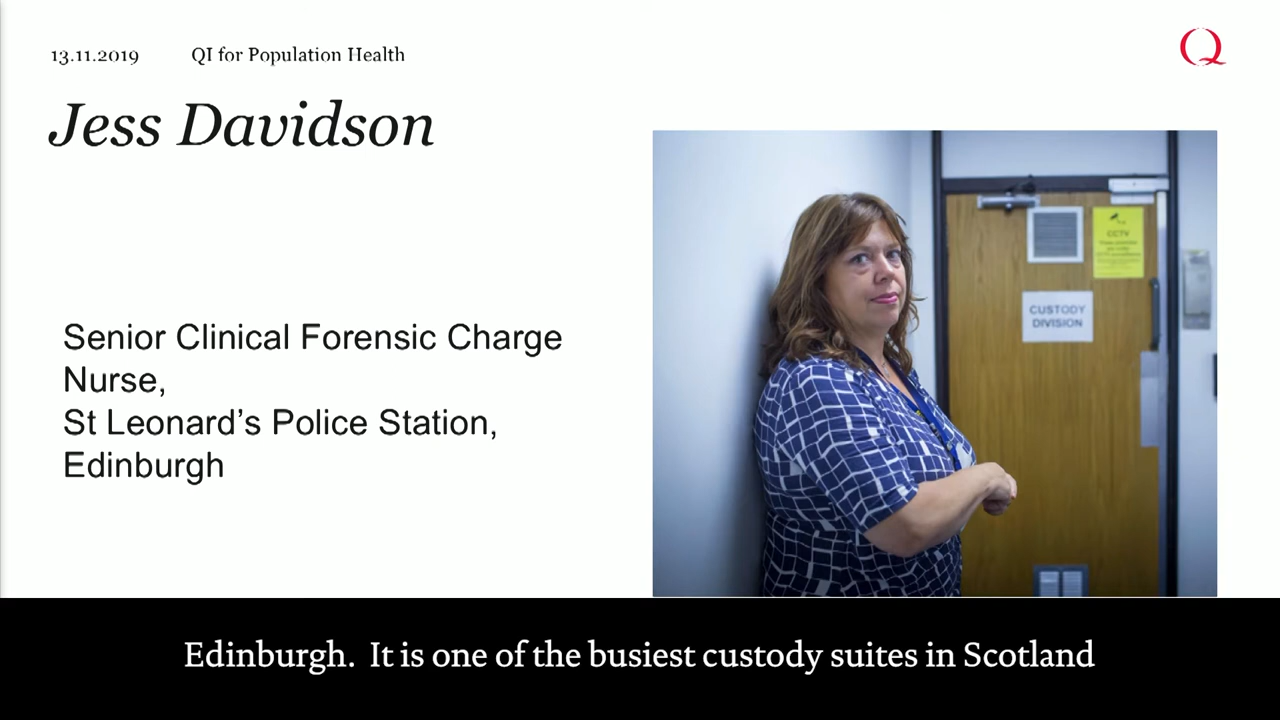 13.11.2019 QI for Population Health
Q
Jess Davidson
Senior Clinical Forensic Charge
Nurse,
St Leonard’s Police Station,
Edinburgh
CCTV
CUSTODY
DIVISION
Edinburgh. It is one of the busiest custody suites in Scotland